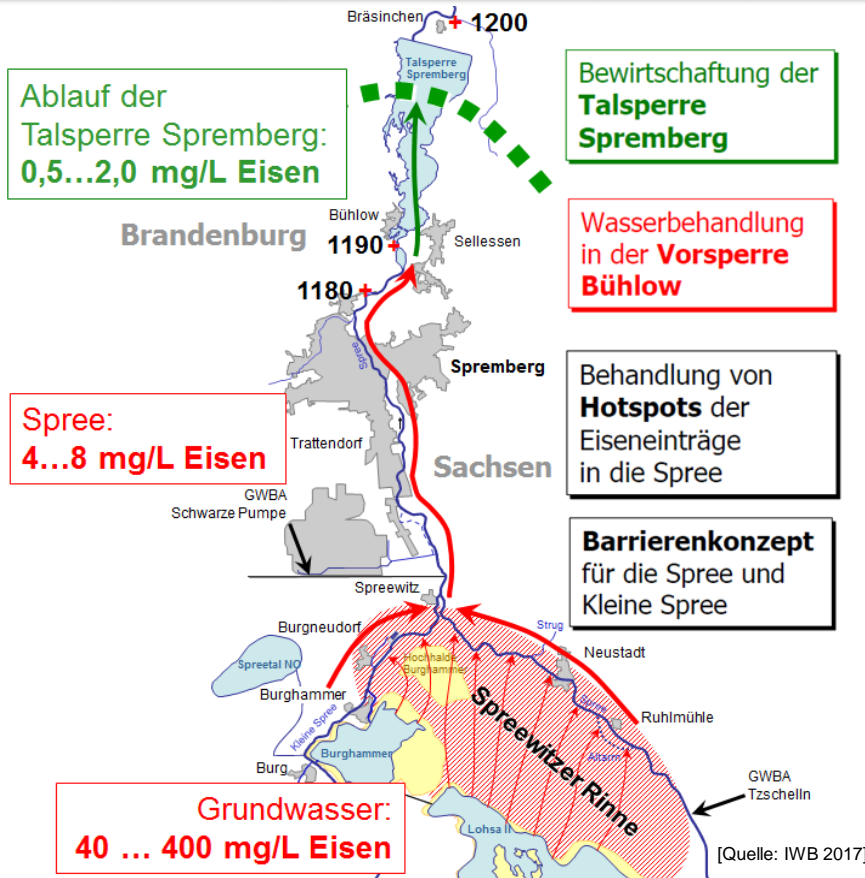 Bräsinchen
1200
Talsperre
Spremberg
Ablauf der
Talsperre Spremberg:
0,5…2,0 mg/L Eisen
Bewirtschaftung der
Talsperre
Spremberg
Brandenburg
Bühlow
1190
Sellessen
1180
Wasserbehandlung
in der Vorsperre
Bühlow
Spree
Spremberg
Behandlung von
Hotspots der
Eiseneinträge
in die Spree
Spree:
4…8 mg/L Eisen
Trattendorf
Sachsen
GWBA
Schwarze Pumpe
Barrierenkonzept
für die Spree und
Kleine Spree
Spreewitz
Burgneudorf
Strug
Neustadt
Spreetal NO
Hochhalde
Burghammer
Burghammer
Kleine Spree
Spreewitzer Rinne
Spree
Ruhlmühle
Altarm
Burghammer
Burg
GWBA
Tzschelln
Grundwasser:
40 … 400 mg/L Eisen
Lohsa II
[Quelle: IWB 2017]